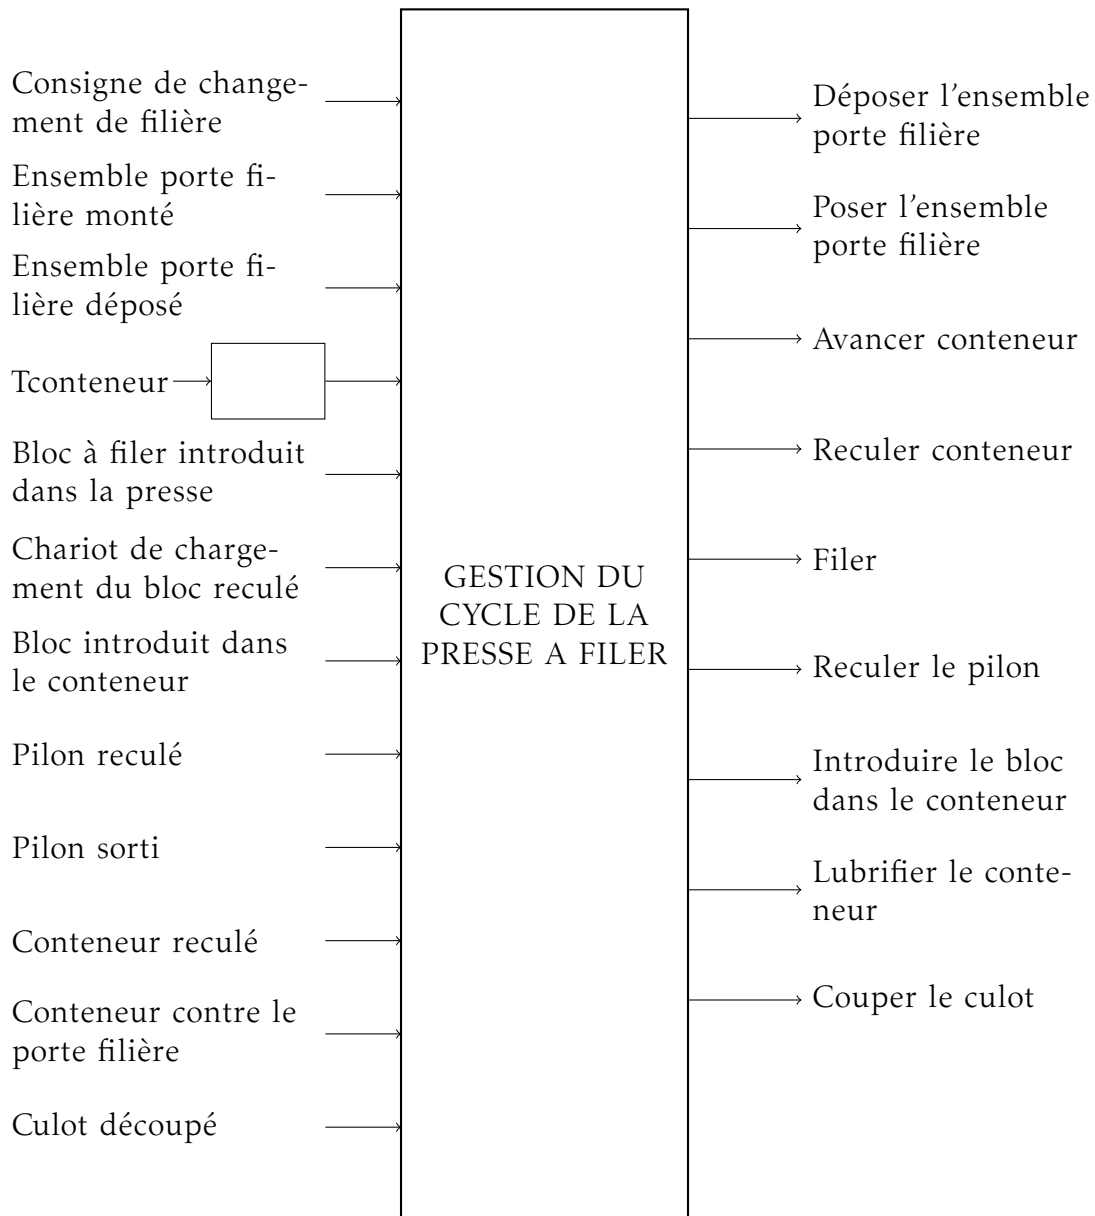 Consigne de change-
ment de filière
Ensemble porte fi-
lière monté
Ensemble porte fi-
lière déposé
Tconteneur
Bloc à filer introduit
dans la presse
Chariot de charge-
ment du bloc reculé
Bloc introduit dans
le conteneur
Pilon reculé
Pilon sorti
Conteneur reculé
Conteneur contre le
porte filière
Culot découpé
GESTION DU
CYCLE DE LA
PRESSE A FILER
Déposer l'ensemble
porte filière
Poser l'ensemble
porte filière
Avancer conteneur
Reculer conteneur
Filer
Reculer le pilon
Introduire le bloc
dans le conteneur
Lubrifier le conte-
neur
Couper le culot